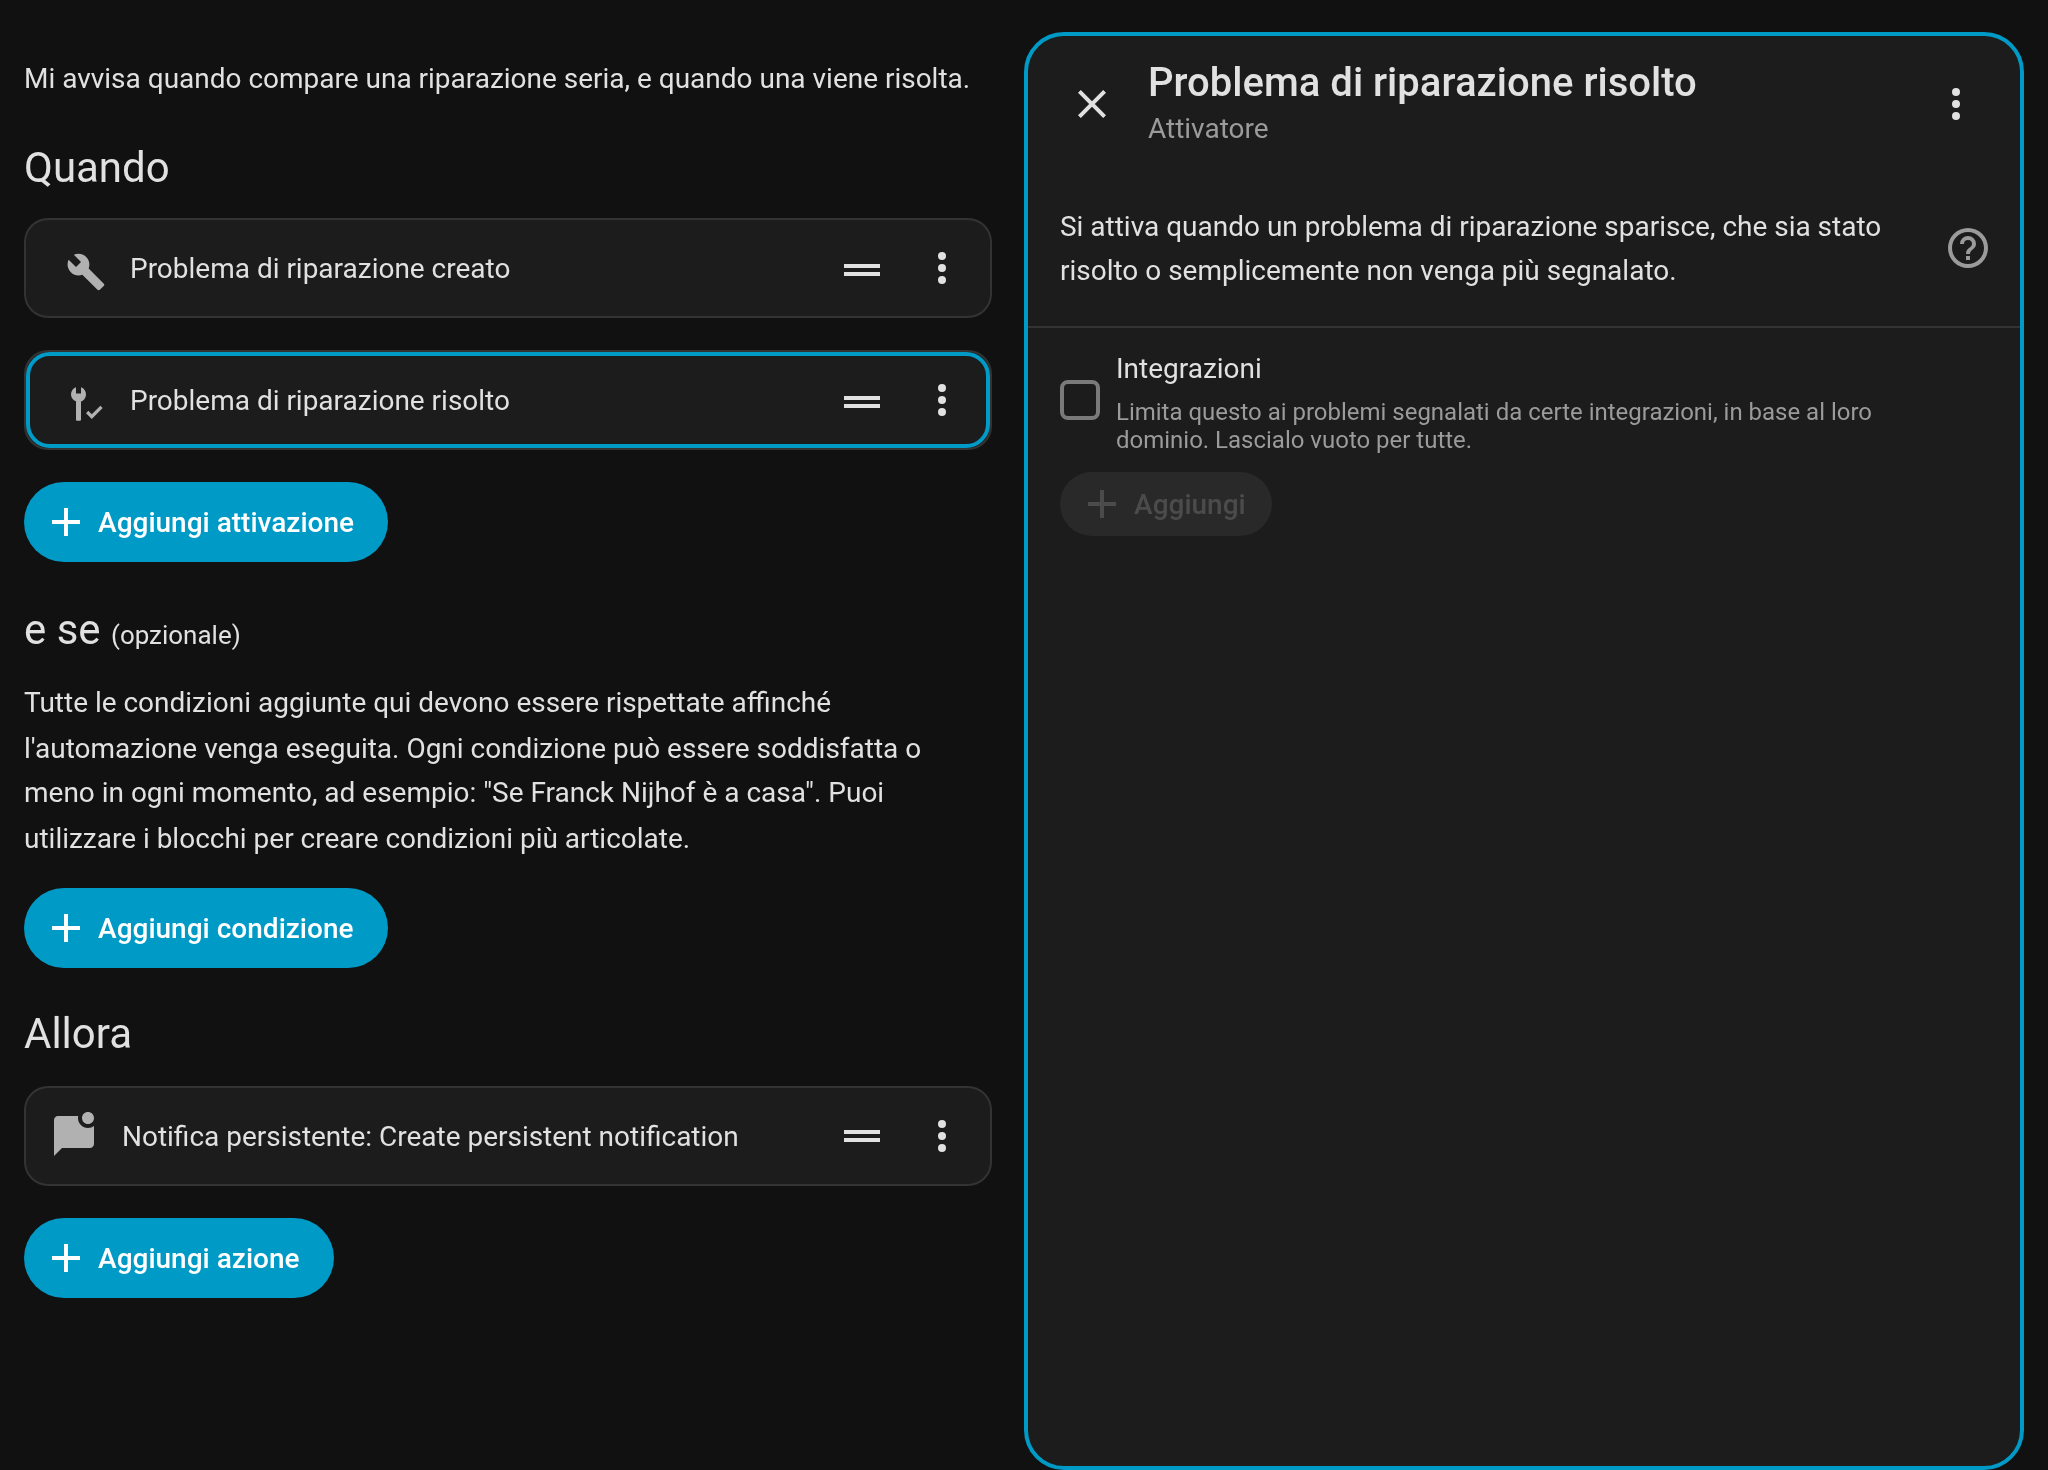 Mi avvisa quando compare una riparazione seria, e quando una viene risolta.
Quando
Problema di riparazione creato
Problema di riparazione risolto
Aggiungi attivazione
e se (opzionale)
Tutte le condizioni aggiunte qui devono essere rispettate affinché
l'automazione venga eseguita. Ogni condizione può essere soddisfatta o
meno in ogni momento, ad esempio: "Se Franck Nijhof è a casa". Puoi
utilizzare i blocchi per creare condizioni più articolate.
Aggiungi condizione
Allora
Notifica persistente: Create persistent notification
Aggiungi azione
Problema di riparazione risolto
Attivatore
Si attiva quando un problema di riparazione sparisce, che sia stato
risolto o semplicemente non venga più segnalato.
Integrazioni
Limita questo ai problemi segnalati da certe integrazioni, in base al loro
dominio. Lascialo vuoto per tutte.
Aggiungi